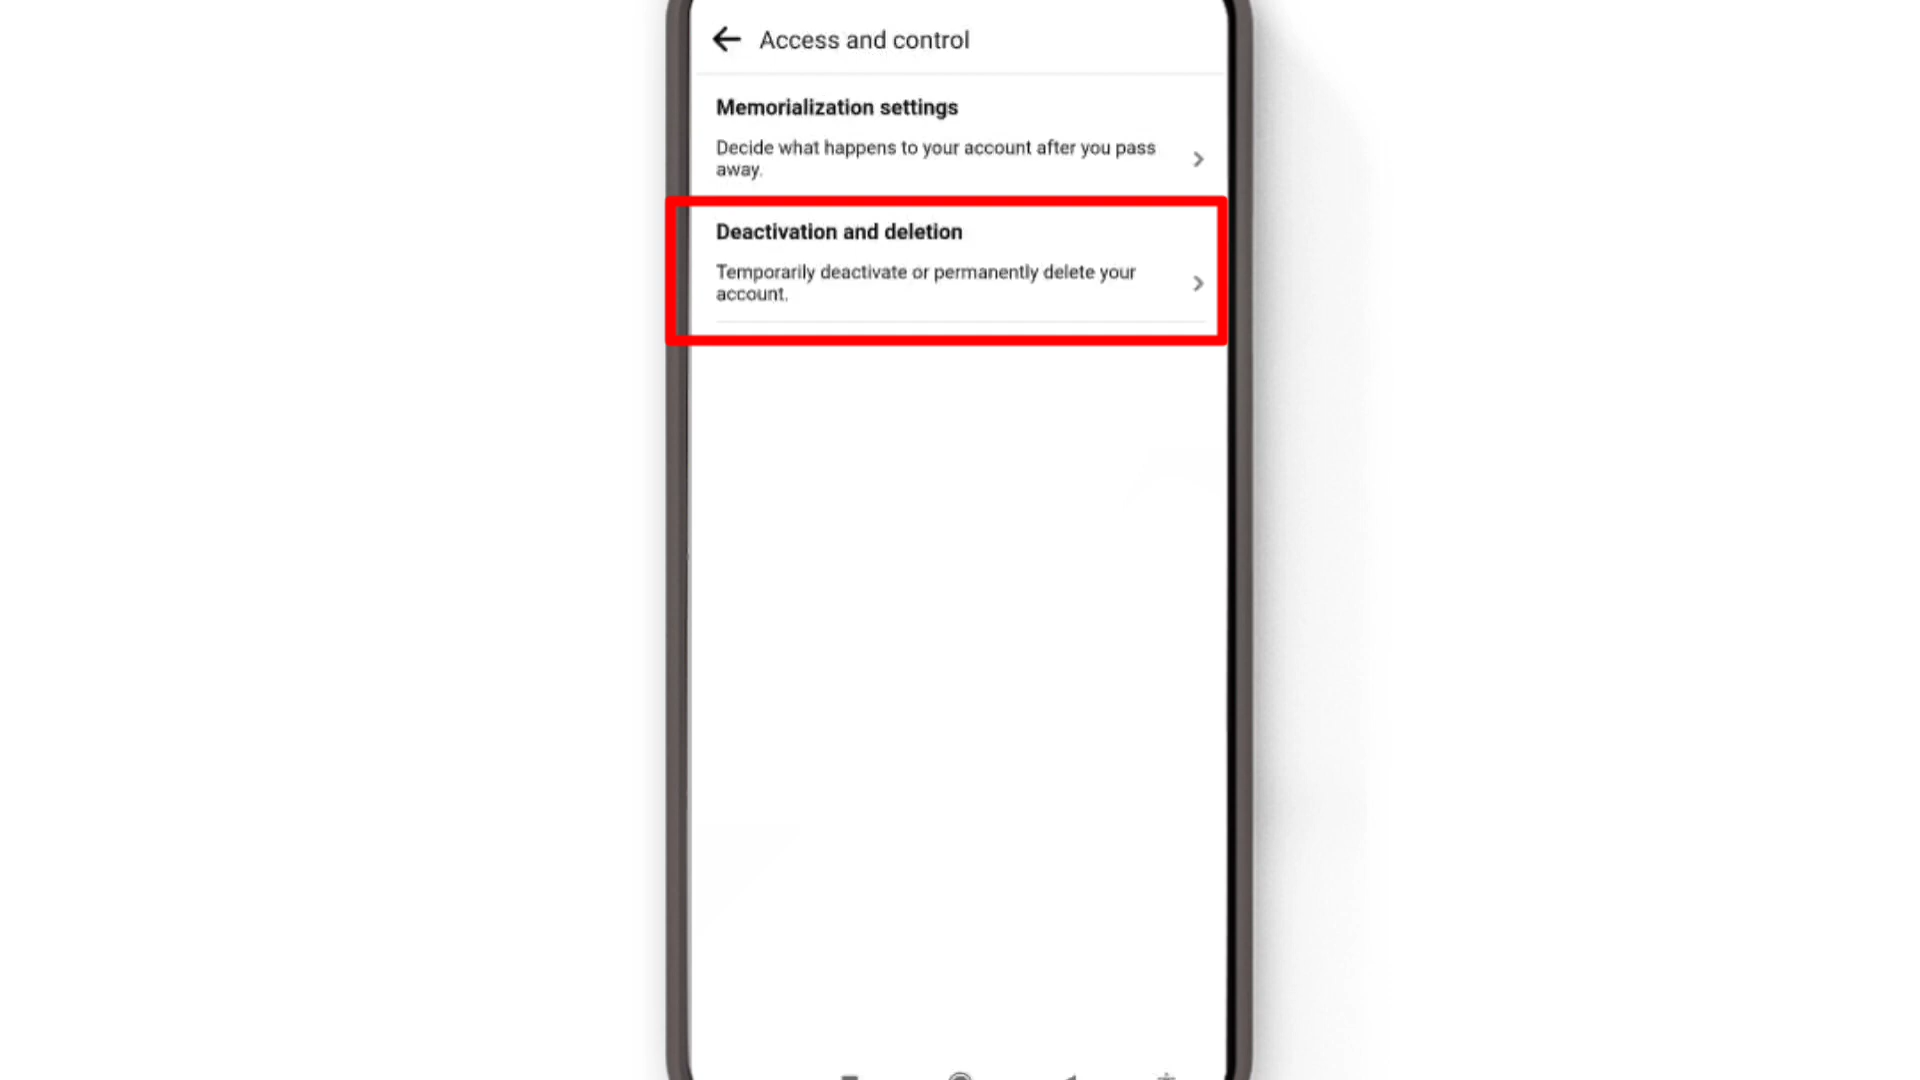 Access and control
Memorialization settings
Decide what happens to your account after you pass
away.
Deactivation and deletion
Temporarily deactivate or permanently delete your
account.